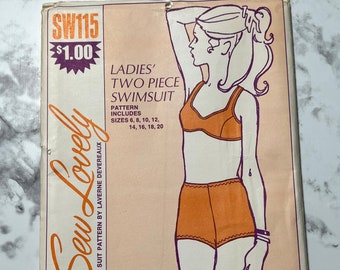 SW115
$1.00
LADIES'
TWO PIECE
SWIMSUIT
PATTERN
INCLUDES
SIZES 6, 8, 10, 12,
14, 16, 18, 20
Sew Lovely
SUIT PATTERN BY LAVERNE DEVEREAUX